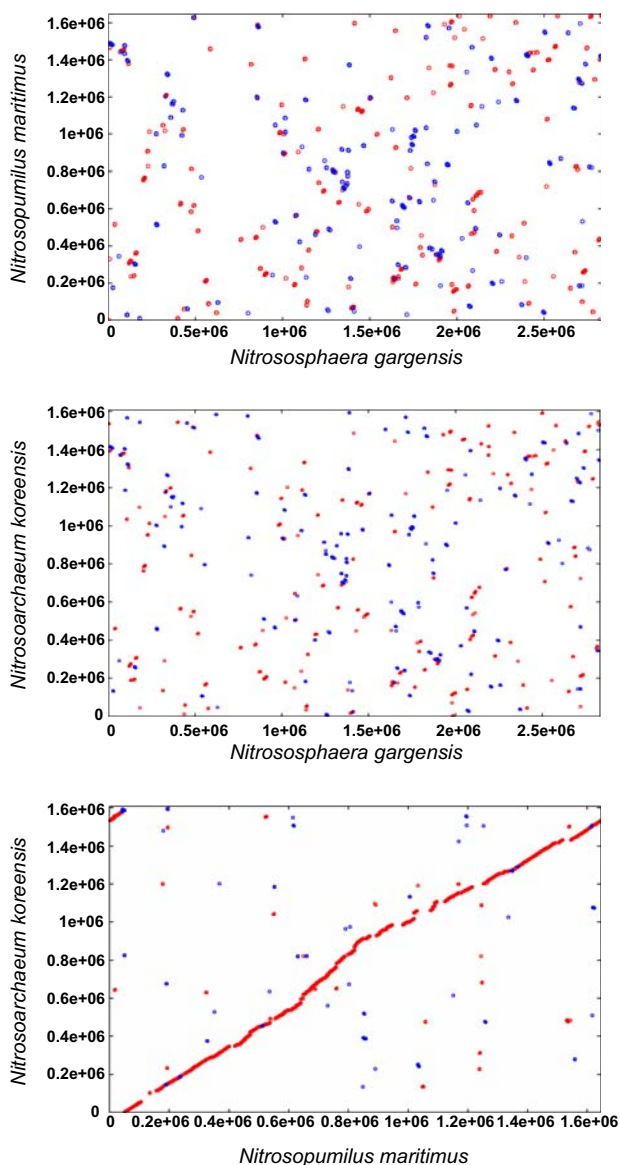 Nitrosopumilus maritimus
1.6e+06
1.4e+06
1.2e+06
1e+06
0.8e+06
0.6e+06
0.4e+06
0.2e+06
0
0 0.5e+06 1e+06 1.5e+06 2e+06 2.5e+06
Nitrososphaera gargensis
Nitrosoarchaeum koreensis
1.6e+06
1.4e+06
1.2e+06
1e+06
0.8e+06
0.6e+06
0.4e+06
0.2e+06
0
0 0.5e+06 1e+06 1.5e+06 2e+06 2.5e+06
Nitrososphaera gargensis
Nitrosoarchaeum koreensis
1.6e+06
1.4e+06
1.2e+06
1e+06
0.8e+06
0.6e+06
0.4e+06
0.2e+06
0
0 0.2e+06 0.4e+06 0.6e+06 0.8e+06 1e+06 1.2e+06 1.4e+06 1.6e+06
Nitrosopumilus maritimus